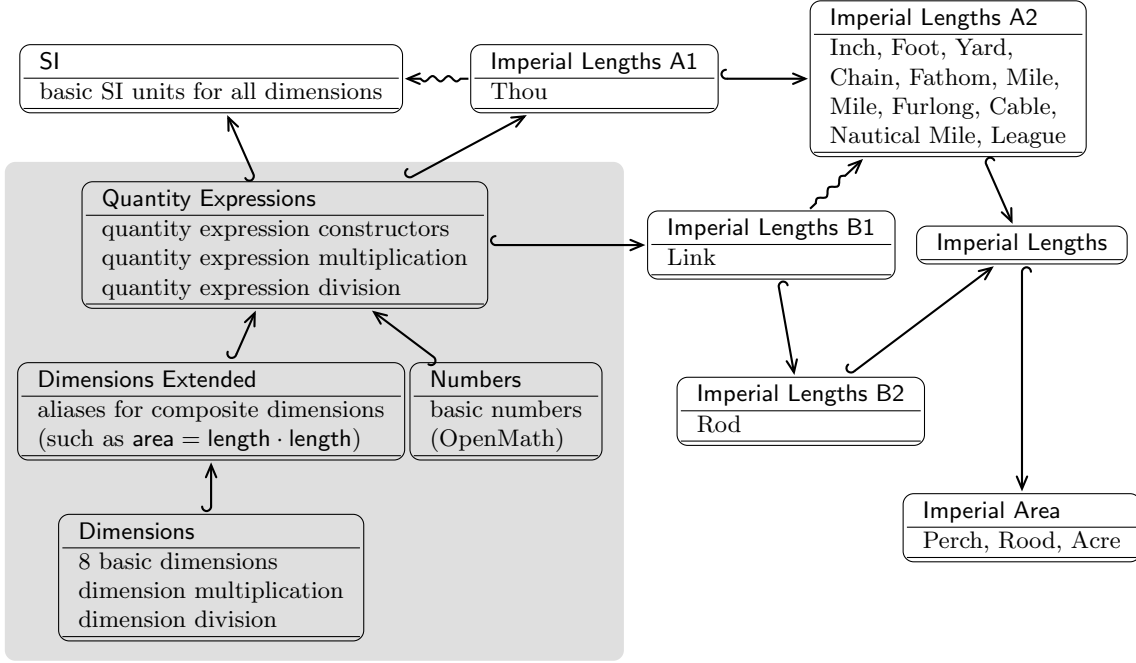 SI
basic SI units for all dimensions
Imperial Lengths A1
Thou
Imperial Lengths A2
Inch, Foot, Yard,
Chain, Fathom, Mile,
Mile, Furlong, Cable,
Nautical Mile, League
Quantity Expressions
quantity expression constructors
quantity expression multiplication
quantity expression division
Imperial Lengths B1
Link
Imperial Lengths
Dimensions Extended
aliases for composite dimensions
(such as area = length · length)
Numbers
basic numbers
(OpenMath)
Imperial Lengths B2
Rod
Dimensions
8 basic dimensions
dimension multiplication
dimension division
Imperial Area
Perch, Rood, Acre